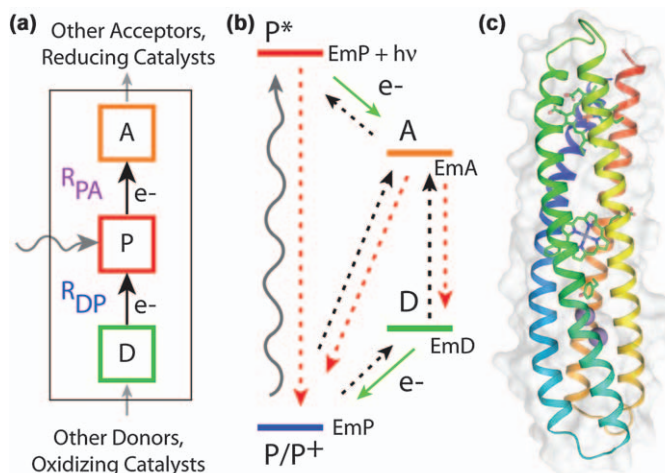 (a)
Other Acceptors,
Reducing Catalysts
A
R_PA
e-
P
R_DP
e-
D
Other Donors,
Oxidizing Catalysts
(b)
P*
EmP + hν
e-
A
EmA
D
EmD
e-
EmP
P/P⁺
(c)